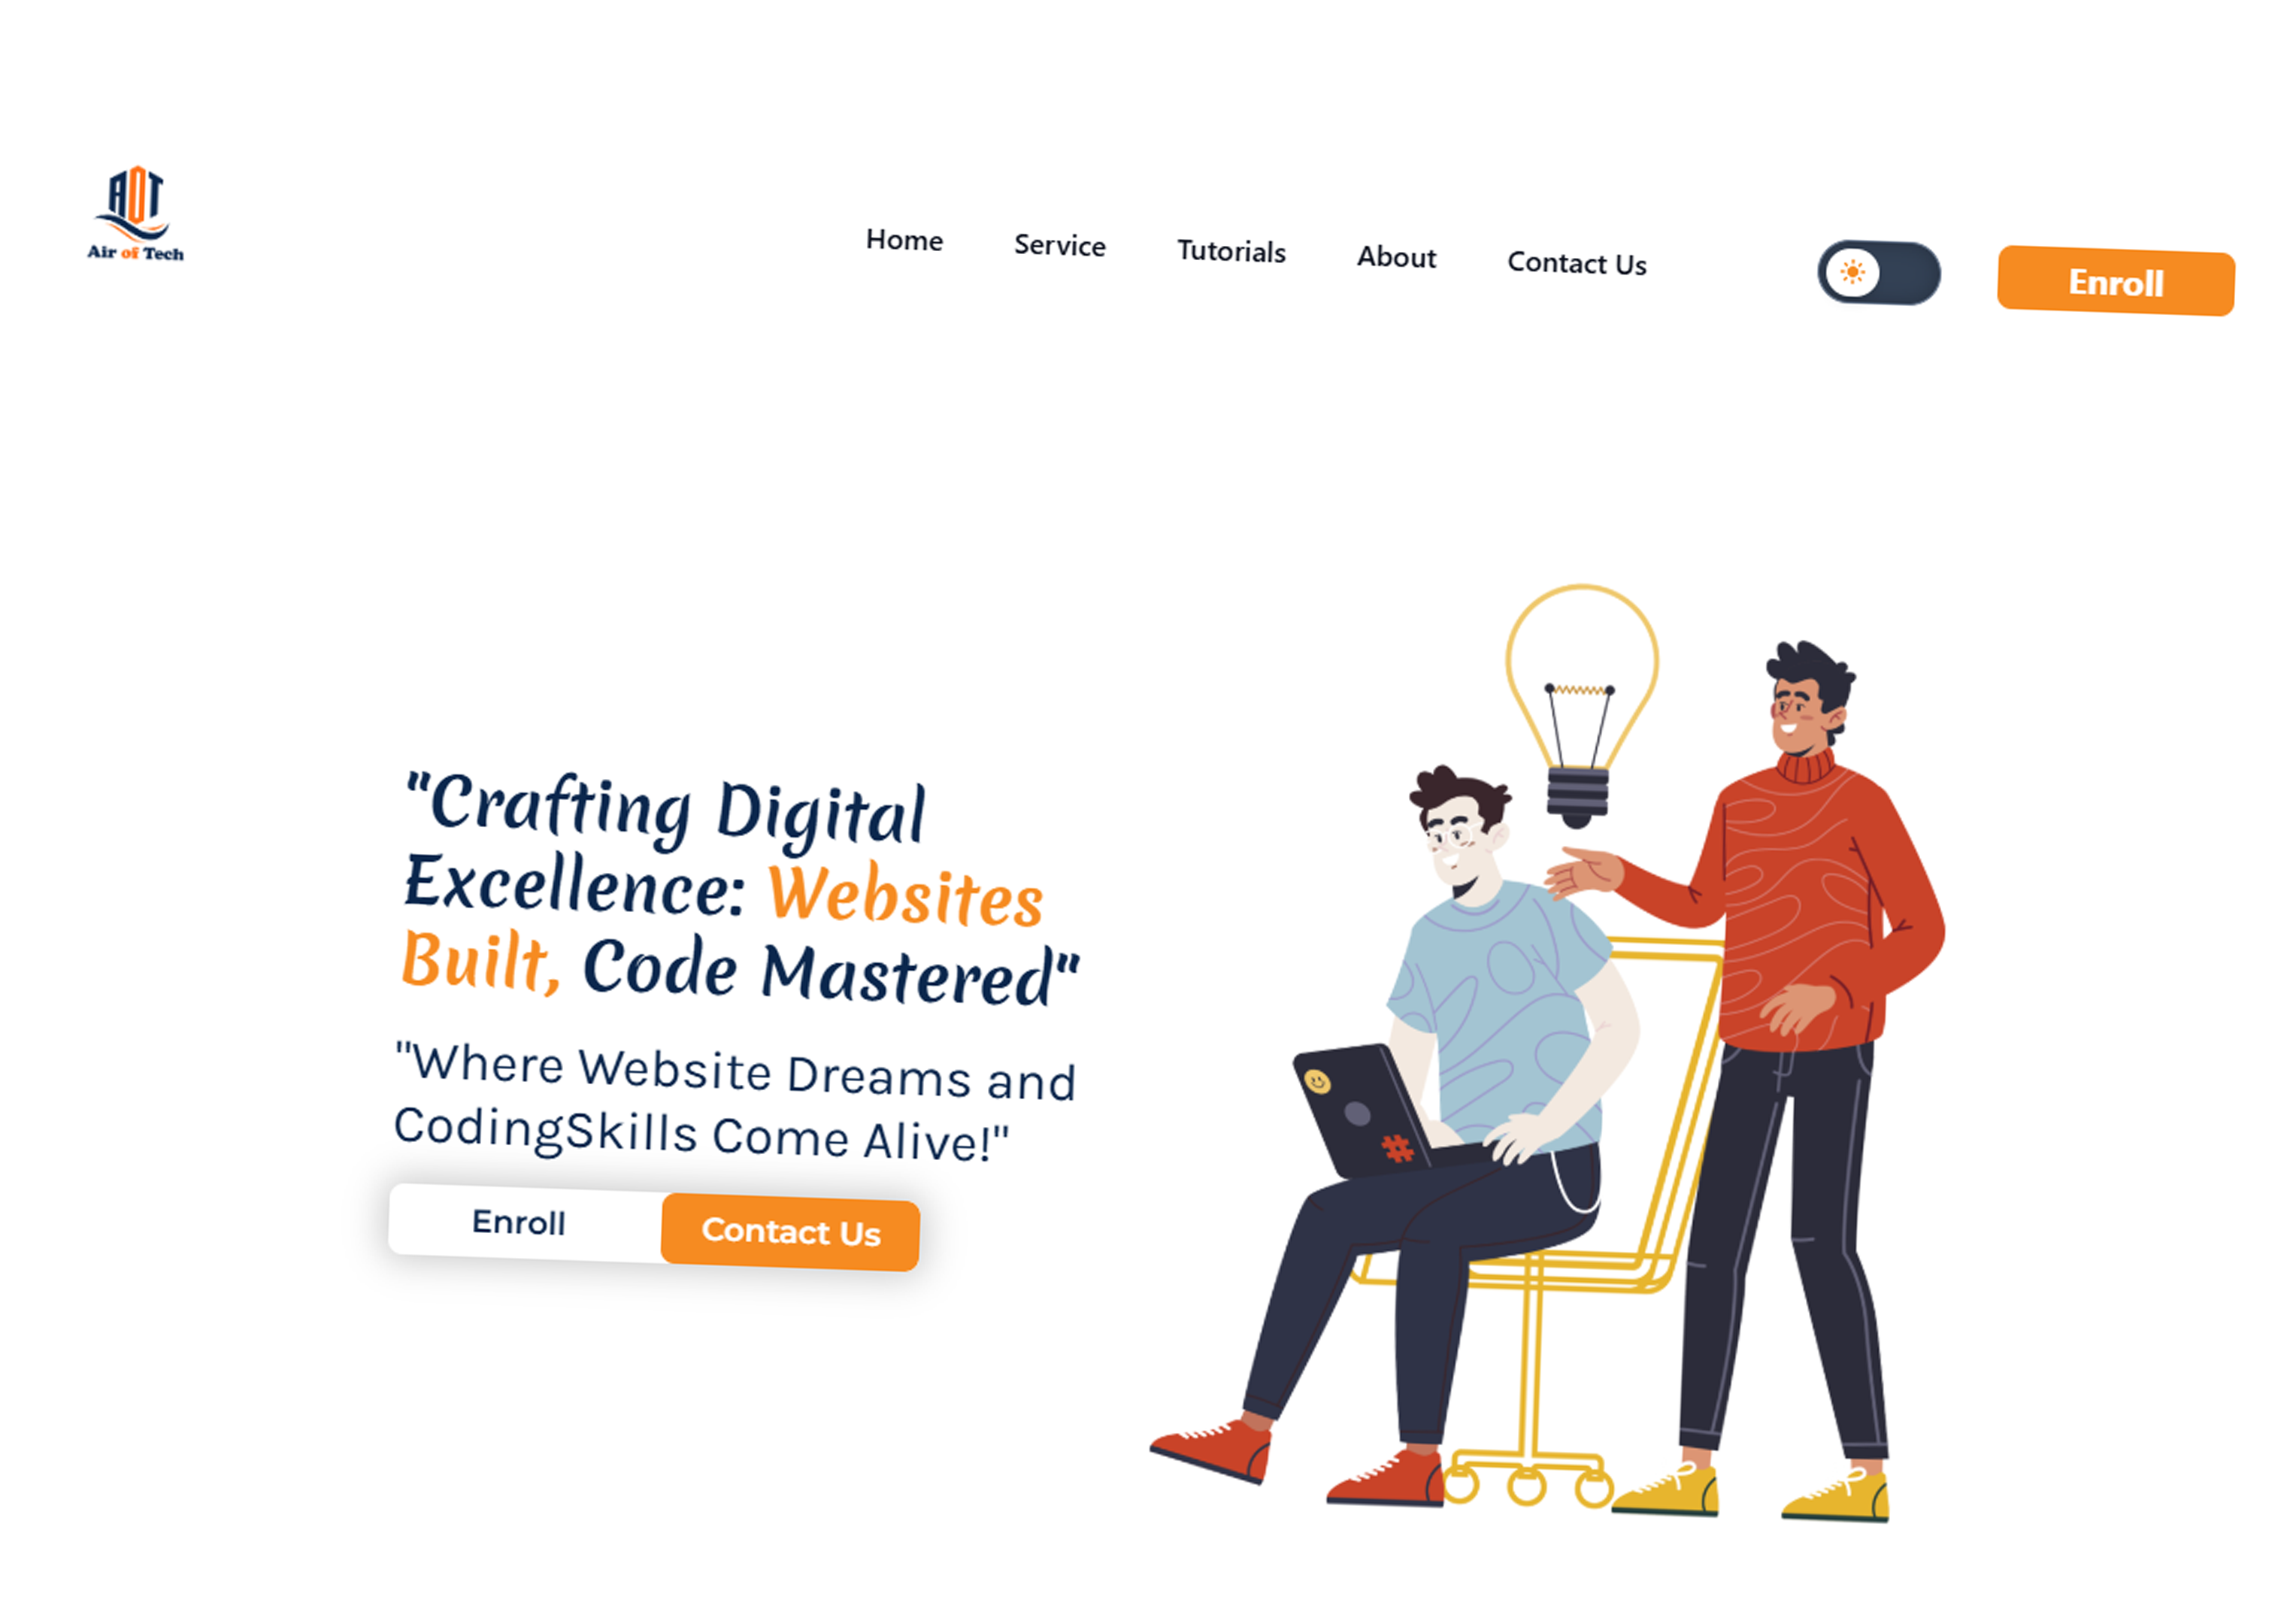 AOT
Air of Tech
Home Service Tutorials About Contact Us Enroll
"Crafting Digital
Excellence: Websites
Built, Code Mastered"
"Where Website Dreams and
CodingSkills Come Alive!"
Enroll Contact Us